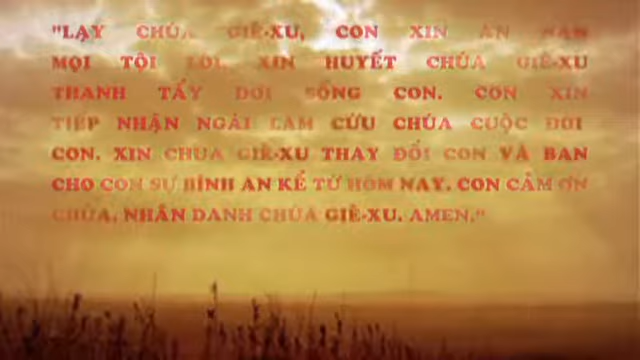 "LẠY CHÚA GIÊ-XU, CON XIN ĂN NĂN
MỌI TỘI LỖI. XIN HUYẾT CHÚA GIÊ-XU
THANH TẨY ĐỜI SỐNG CON. CON XIN
TIẾP NHẬN NGÀI LÀM CỨU CHÚA CUỘC ĐỜI
CON. XIN CHÚA GIÊ-XU THAY ĐỔI CON VÀ BAN
CHO CON SỰ BÌNH AN KỂ TỪ HÔM NAY. CON CẢM ƠN
CHÚA, NHÂN DANH CHÚA GIÊ-XU. AMEN."